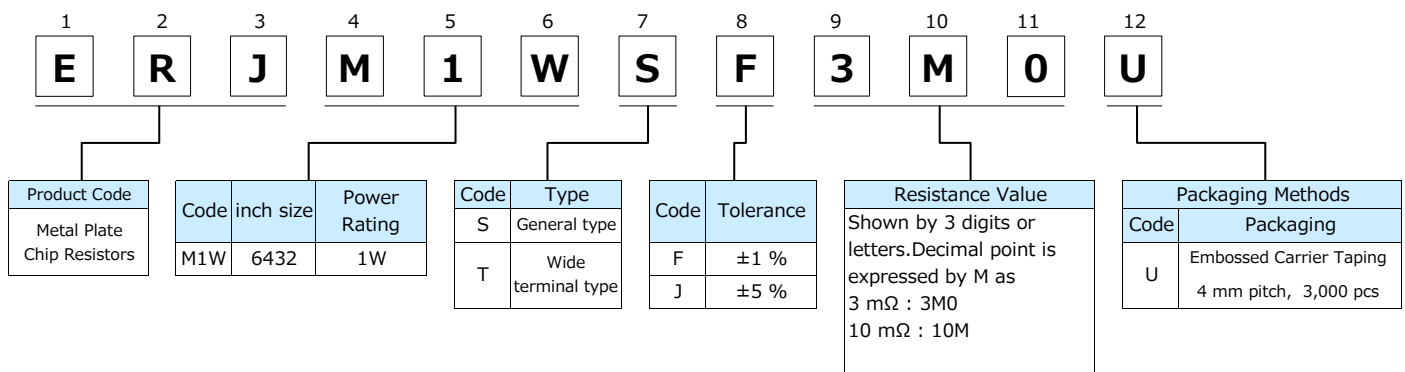 1 2 3 4 5 6 7 8 9 10 11 12
E R J M 1 W S F 3 M 0 U
Product Code
Metal Plate
Chip Resistors
Code inch size Power Rating
M1W 6432 1W
Code Type
S General type
T Wide terminal type
Code Tolerance
F ±1 %
J ±5 %
Resistance Value
Shown by 3 digits or
letters.Decimal point is
expressed by M as
3 mΩ : 3M0
10 mΩ : 10M
Packaging Methods
Code Packaging
U Embossed Carrier Taping
4 mm pitch, 3,000 pcs